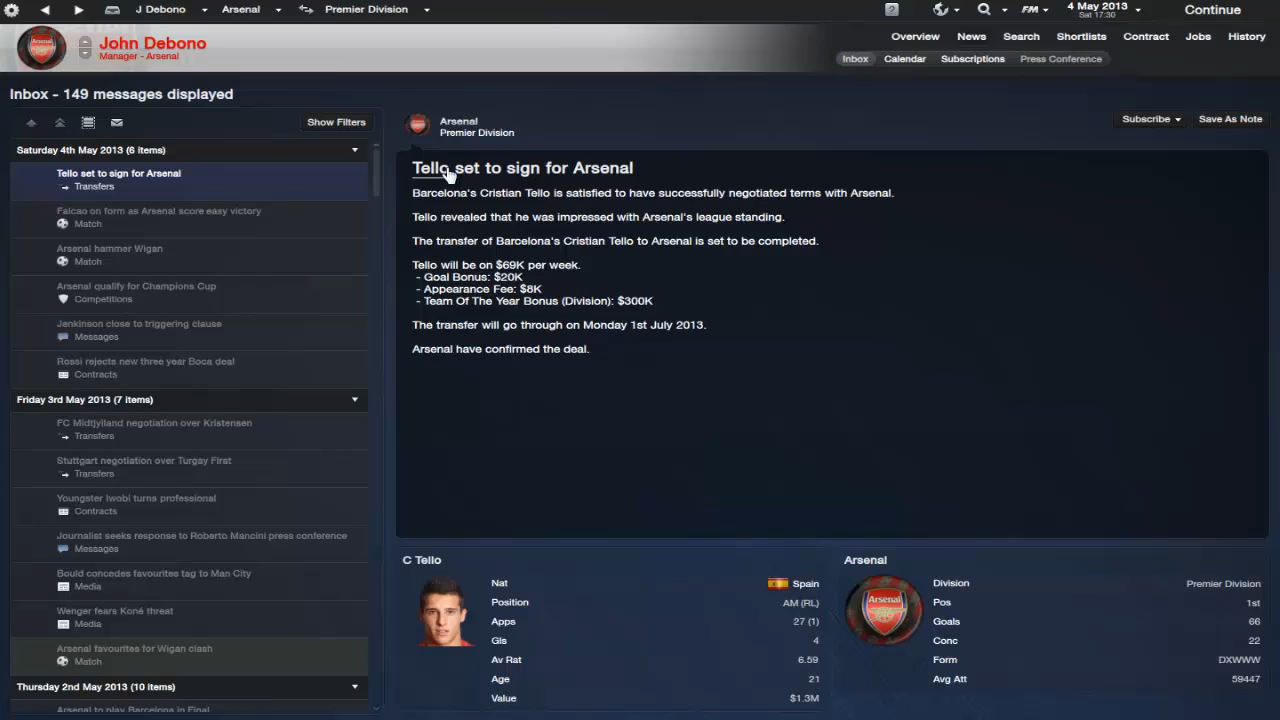 J Debono
Arsenal
Premier Division
?
FM
4 May 2013
Sat 17:30
Continue
John Debono
Manager - Arsenal
Overview
News
Search
Shortlists
Contract
Jobs
History
Inbox
Calendar
Subscriptions
Press Conference
Inbox - 149 messages displayed
Show Filters
Saturday 4th May 2013 (6 items)
Tello set to sign for Arsenal
Transfers
Falcao on form as Arsenal score easy victory
Match
Arsenal hammer Wigan
Match
Arsenal qualify for Champions Cup
Competitions
Jenkinson close to triggering clause
Messages
Rossi rejects new three year Boca deal
Contracts
Friday 3rd May 2013 (7 items)
FC Midtjylland negotiation over Kristensen
Transfers
Stuttgart negotiation over Turgay Firat
Transfers
Youngster Iwobi turns professional
Contracts
Journalist seeks response to Roberto Mancini press conference
Messages
Bould concedes favourites tag to Man City
Media
Wenger fears Koné threat
Media
Arsenal favourites for Wigan clash
Match
Thursday 2nd May 2013 (10 items)
Arsenal to play Barcelona in Final
Arsenal
Premier Division
Subscribe
Save As Note
Tello set to sign for Arsenal
Barcelona's Cristian Tello is satisfied to have successfully negotiated terms with Arsenal.
Tello revealed that he was impressed with Arsenal's league standing.
The transfer of Barcelona's Cristian Tello to Arsenal is set to be completed.
Tello will be on $69K per week.
- Goal Bonus: $20K
- Appearance Fee: $8K
- Team Of The Year Bonus (Division): $300K
The transfer will go through on Monday 1st July 2013.
Arsenal have confirmed the deal.
C Tello
Nat Spain
Position AM (RL)
Apps 27 (1)
Gls 4
Av Rat 6.59
Age 21
Value $1.3M
Arsenal
Arsenal
Division Premier Division
Pos 1st
Goals 66
Conc 22
Form DXWWW
Avg Att 59447